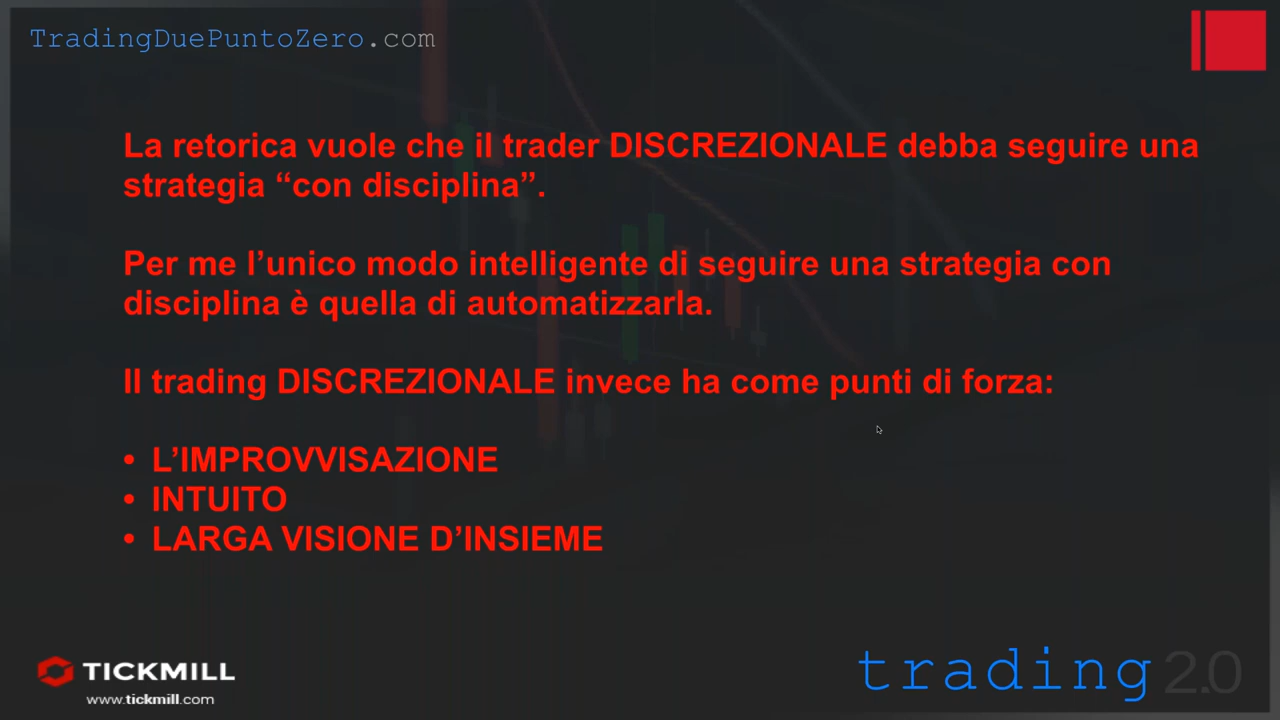 TradingDuePuntoZero.com
La retorica vuole che il trader DISCREZIONALE debba seguire una
strategia “con disciplina”.
Per me l’unico modo intelligente di seguire una strategia con
disciplina è quella di automatizzarla.
Il trading DISCREZIONALE invece ha come punti di forza:
• L’IMPROVVISAZIONE
• INTUITO
• LARGA VISIONE D’INSIEME
TICKMILL
www.tickmill.com
trading 2.0